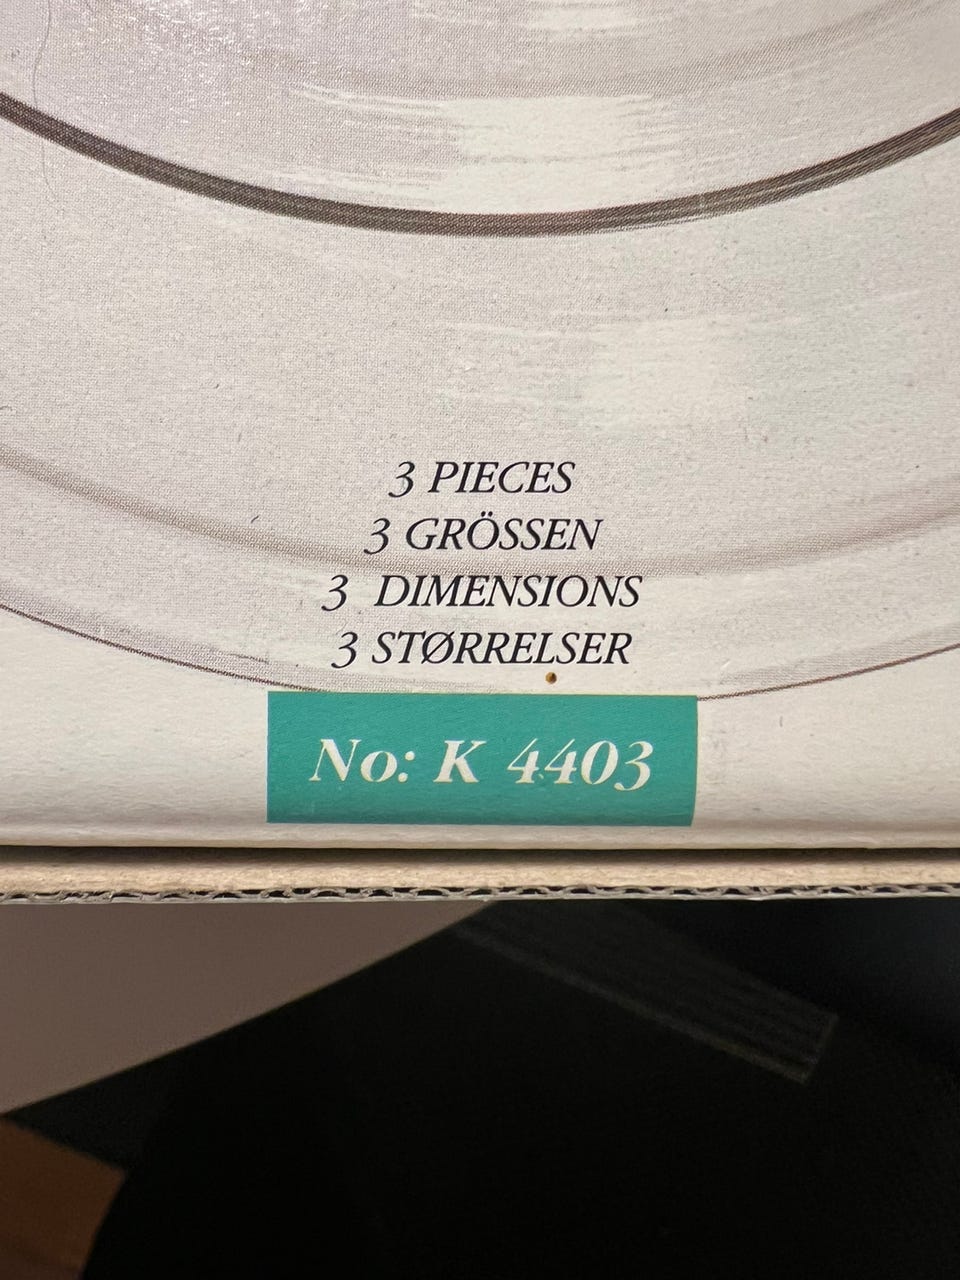 3 PIECES
3 GRÖSSEN
3 DIMENSIONS
3 STØRRELSER
No: K 4403